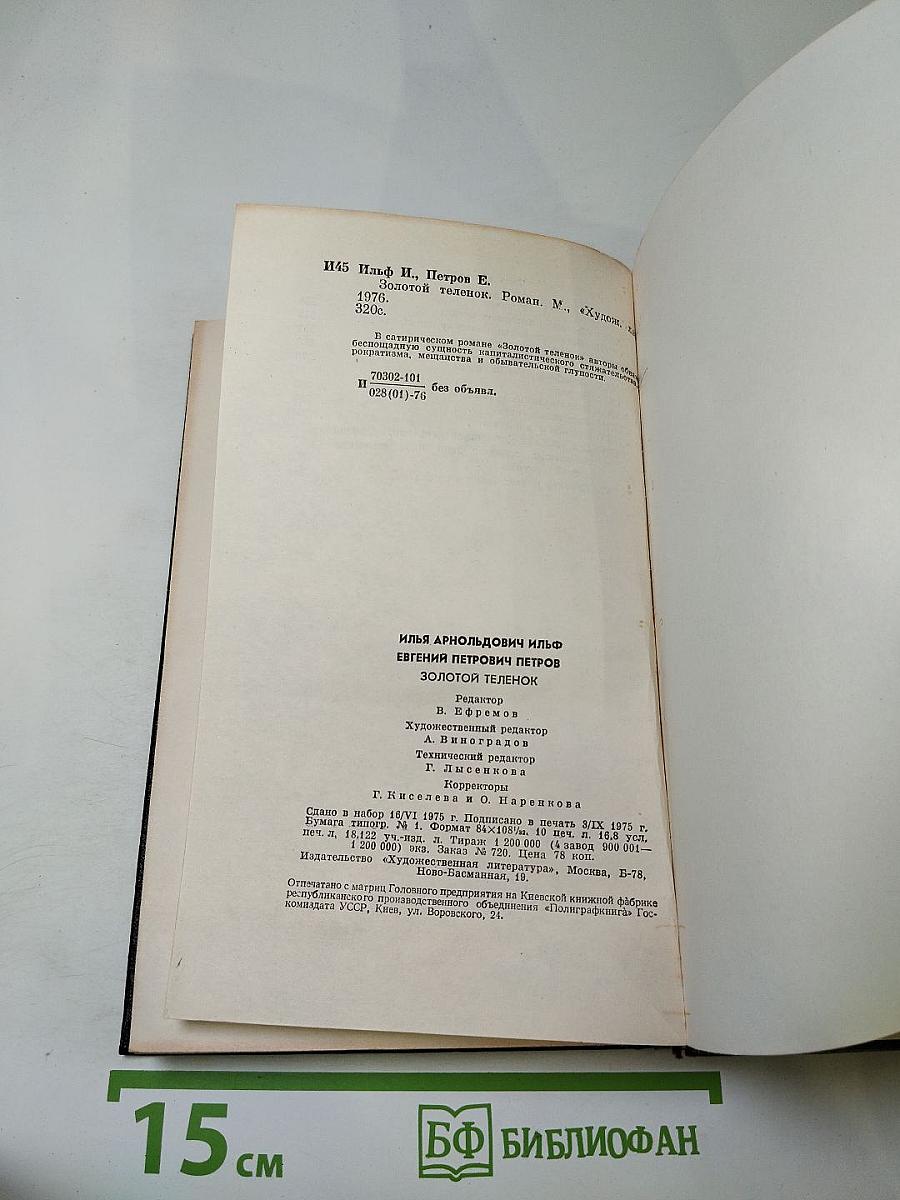 И45 Ильф И., Петров Е.
Золотой теленок. Роман. М., «Худож.
1976.
320с.
В сатирическом романе «Золотой теленок» авторы
беспощадную сущность капиталистического стяжательства,
рократизма, мещанства и обывательской глупости.
И 70302-101
028(01)-76 без объявл.
ИЛЬЯ АРНОЛЬДОВИЧ ИЛЬФ
ЕВГЕНИЙ ПЕТРОВИЧ ПЕТРОВ
ЗОЛОТОЙ ТЕЛЕНОК
Редактор
В. Ефремов
Художественный редактор
А. Виноградов
Технический редактор
Г. Лысенкова
Корректоры
Г. Киселева и О. Наренкова
Сдано в набор 16/VI 1975 г. Подписано в печать 3/IX 1975 г.
Бумага типогр. № 1. Формат 84×108¹/₃₂. 10 печ. л. 16,8 усл.
печ. л, 18,122 уч.-изд. л. Тираж 1 200 000 (4 завод 900 001—
1 200 000) экз. Заказ № 720. Цена 78 коп.
Издательство «Художественная литература», Москва, Б-78,
Ново-Басманная, 19.
Отпечатано с матриц Головного предприятия на Киевской книжной фабрике
республиканского производственного объединения «Полиграфкнига» Гос-
комиздата УССР, Киев, ул. Воровского, 24.
15 см
БФ БИБЛИОФАН